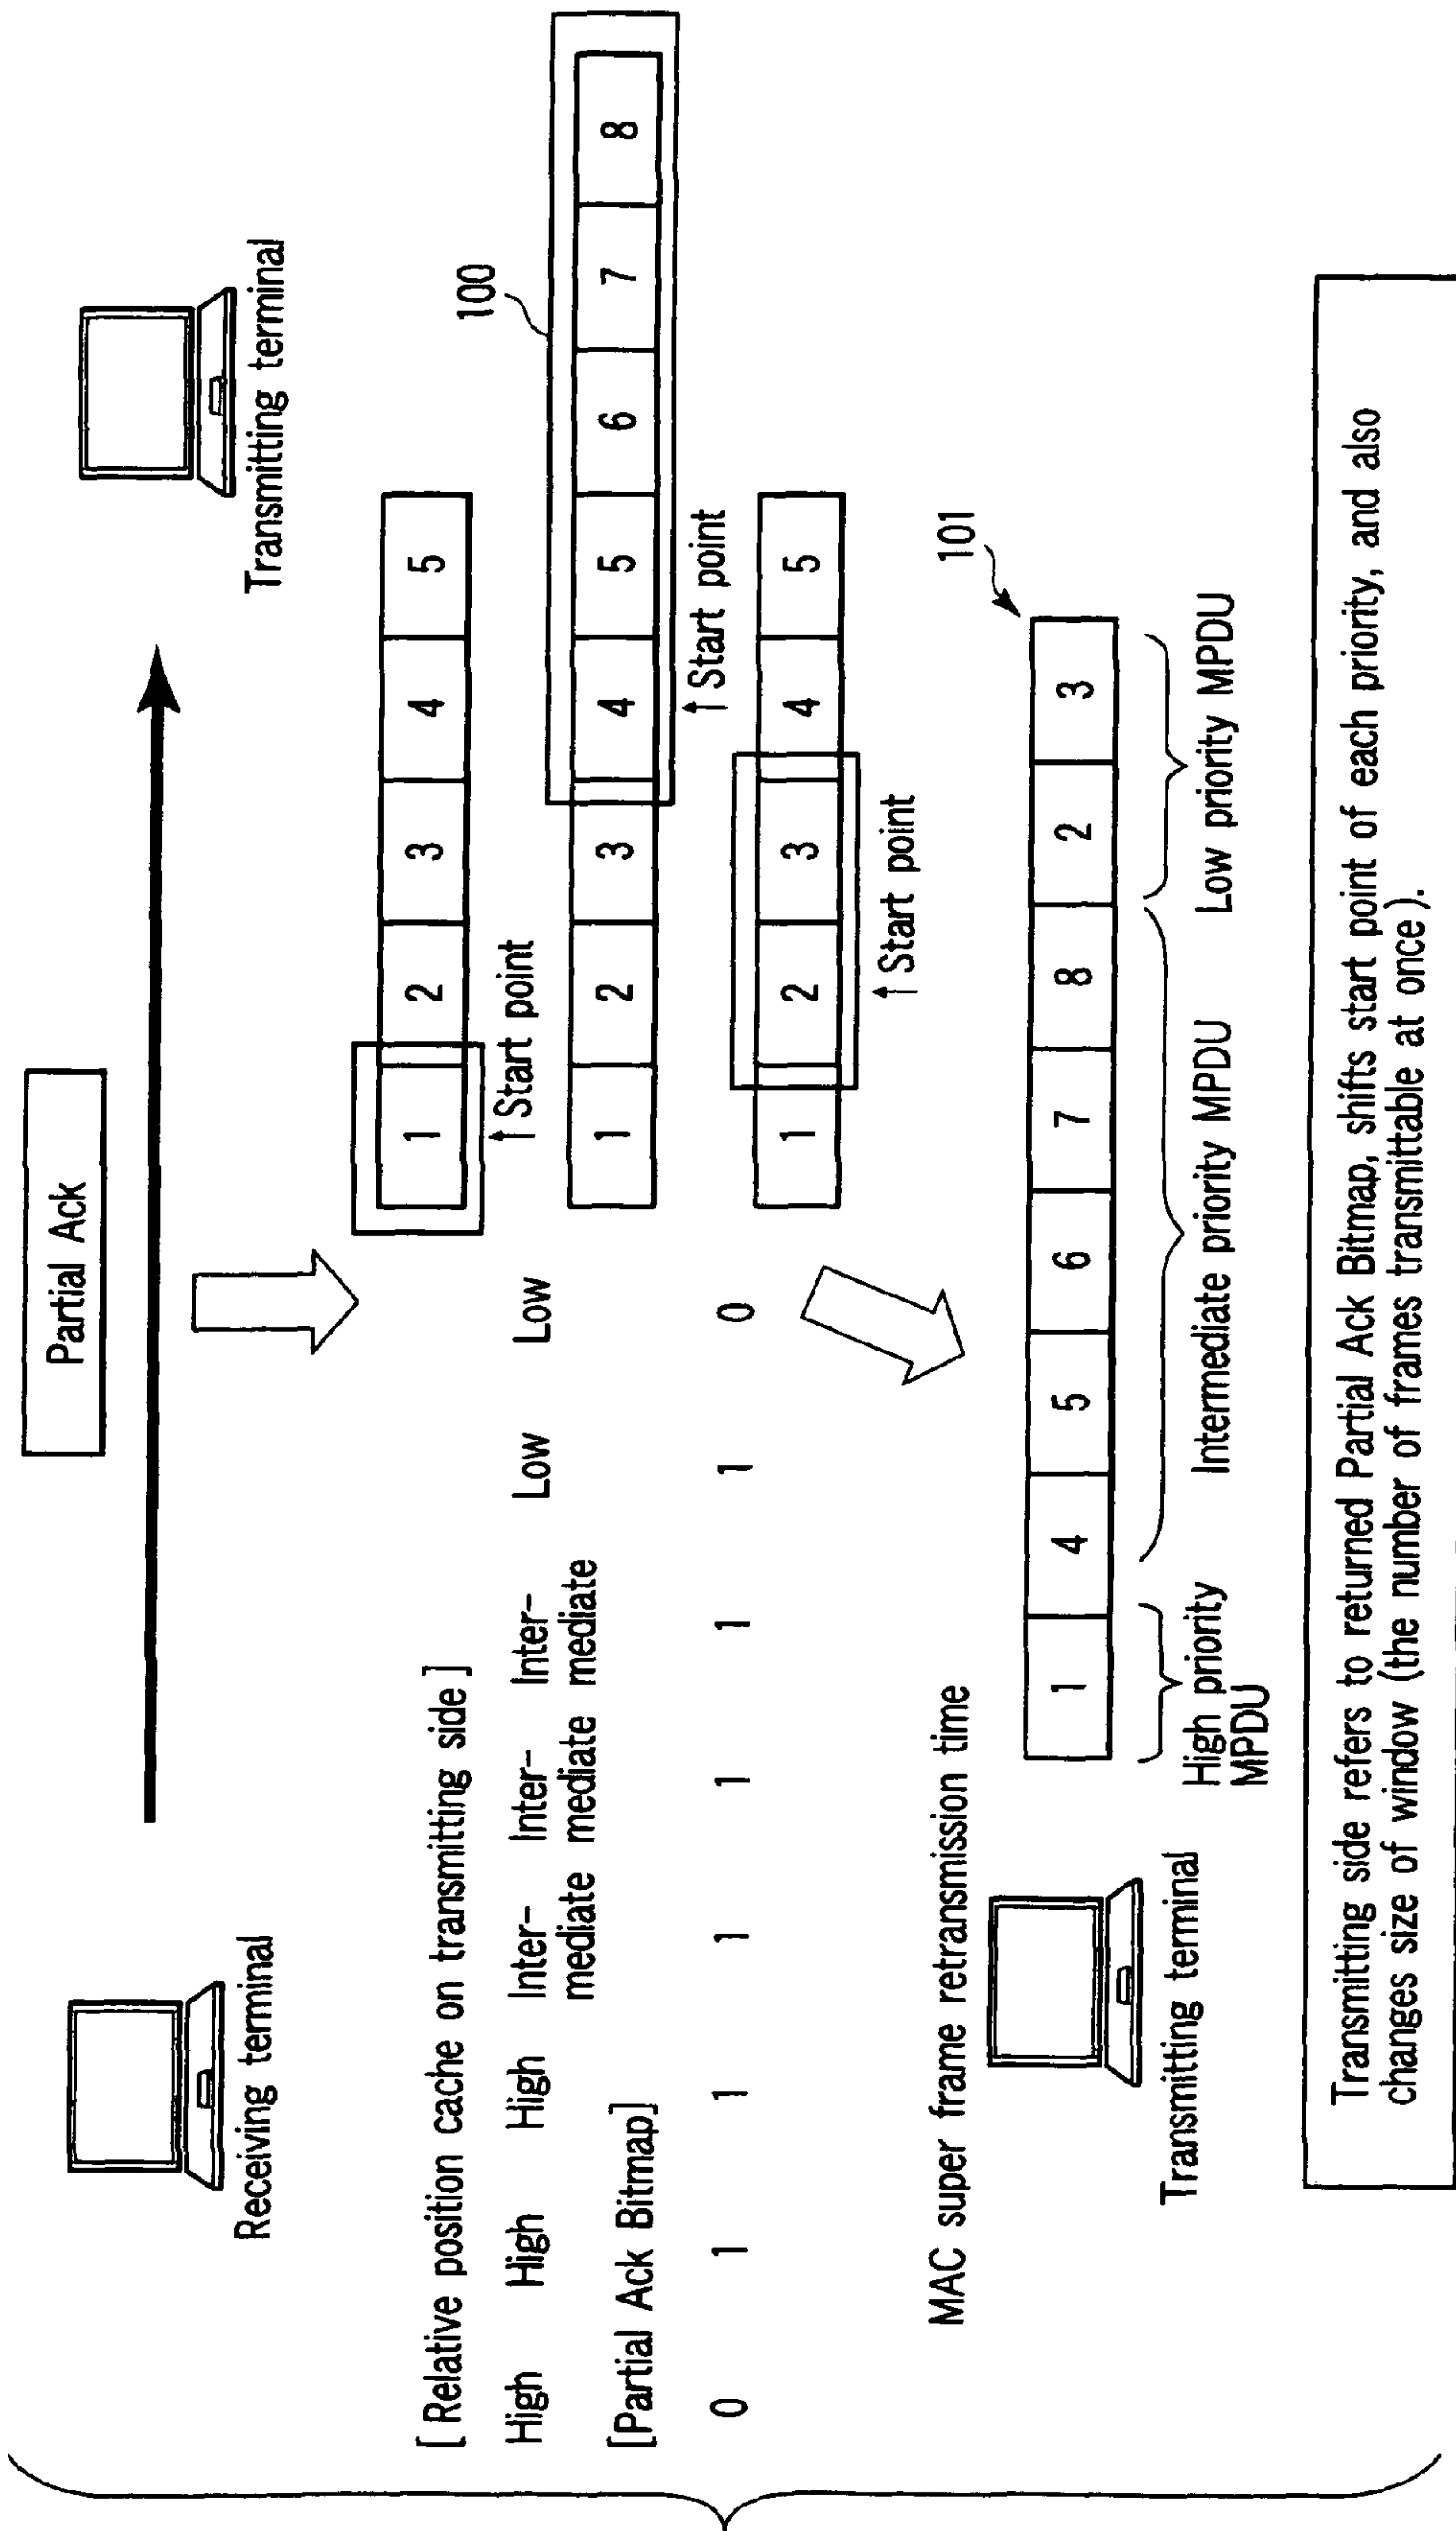 Partial Ack
Receiving terminal
Transmitting terminal
[ Relative position cache on transmitting side ]
High High High Inter- Inter- Inter- Low Low
mediate mediate mediate
[Partial Ack Bitmap]
0 1 1 1 1 1 1 0
1 2 3 4 5
↑ Start point
100
1 2 3 4 5 6 7 8
↑ Start point
1 2 3 4 5
↑ Start point
MAC super frame retransmission time
101
1 4 5 6 7 8 2 3
High priority
MPDU
Intermediate priority MPDU
Low priority MPDU
Transmitting terminal
Transmitting side refers to returned Partial Ack Bitmap, shifts start point of each priority, and also
changes size of window (the number of frames transmittable at once).